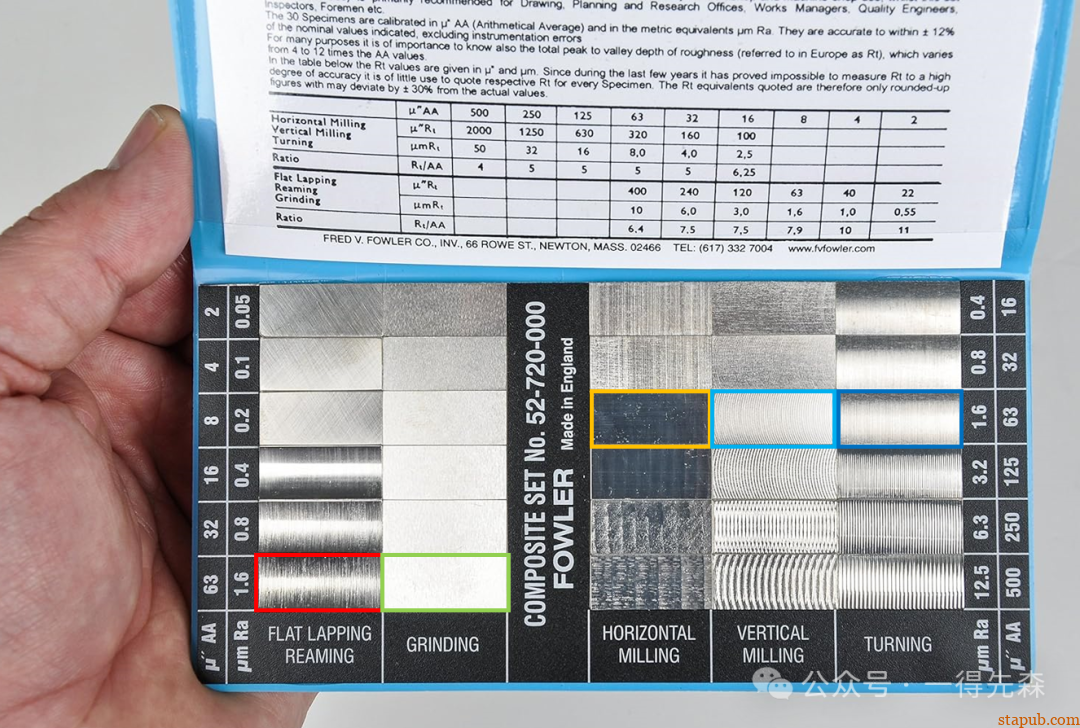 primarily recommended for Drawing, Planning and Research Offices, Works Managers, Quality Engineers,
Inspectors, Foremen etc.
The 30 Specimens are calibrated in µ" AA (Arithmetical Average) and in the metric equivalents µm Ra. They are accurate to within ± 12%
of the nominal values indicated, excluding instrumentation errors
For many purposes it is of importance to know also the total peak to valley depth of roughness (referred to in Europe as Rt), which varies
from 4 to 12 times the AA values.
In the table below the Rt values are given in µ" and µm. Since during the last few years it has proved impossible to measure Rt to a high
degree of accuracy it is of little use to quote respective Rt for every Specimen. The Rt equivalents quoted are therefore only rounded-up
figures with may deviate by ± 30% from the actual values.
µ"AA 500 250 125 63 32 16 8 4 2
Horizontal Milling
Vertical Milling
Turning
µ"Rt 2000 1250 630 320 160 100
µmRt 50 32 16 8,0 4,0 2,5
Ratio Rt/AA 4 5 5 5 5 6,25
Flat Lapping
Reaming
Grinding
µ"Rt 400 240 120 63 40 22
µmRt 10 6,0 3,0 1,6 1,0 0,55
Ratio Rt/AA 6.4 7.5 7,5 7,9 10 11
FRED V. FOWLER CO., INV., 66 ROWE ST., NEWTON, MASS. 02466 TEL: (617) 332 7004 www.fvfowler.com
2 0.05
4 0.1
8 0.2
16 0.4
32 0.8
63 1.6
µ" AA µm Ra
FLAT LAPPING
REAMING
GRINDING
COMPOSITE SET No. 52-720-000
FOWLER Made in England
HORIZONTAL
MILLING
VERTICAL
MILLING
TURNING
0.4 16
0.8 32
1.6 63
3.2 125
6.3 250
12.5 500
µm Ra µ" AA
公众号 · 一得先森
stapub.com